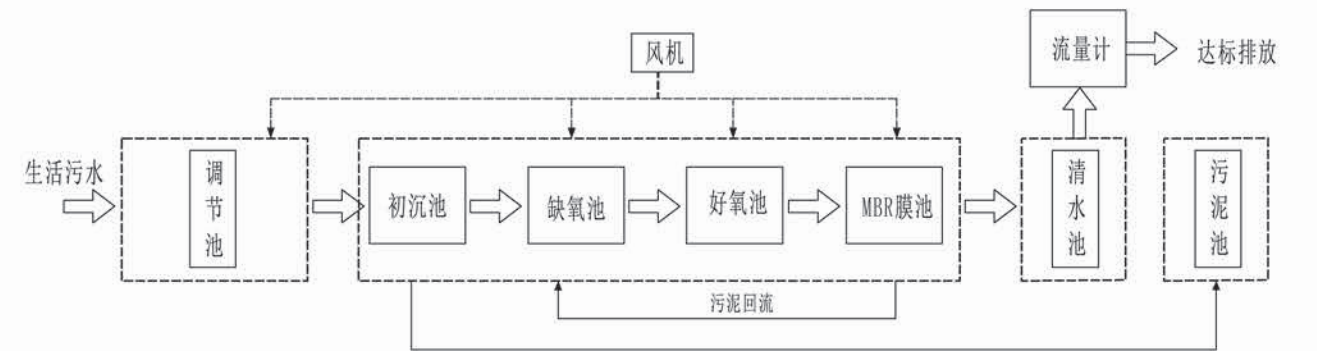 风机
流量计
达标排放
生活污水
调节池
初沉池
缺氧池
好氧池
MBR膜池
清水池
污泥池
污泥回流